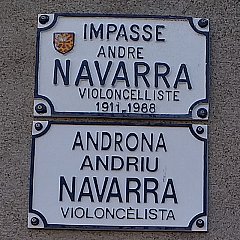 IMPASSE
ANDRE
NAVARRA
VIOLONCELLISTE
1911-1988
ANDRONA
ANDRIU
NAVARRA
VIOLONCÈLISTA